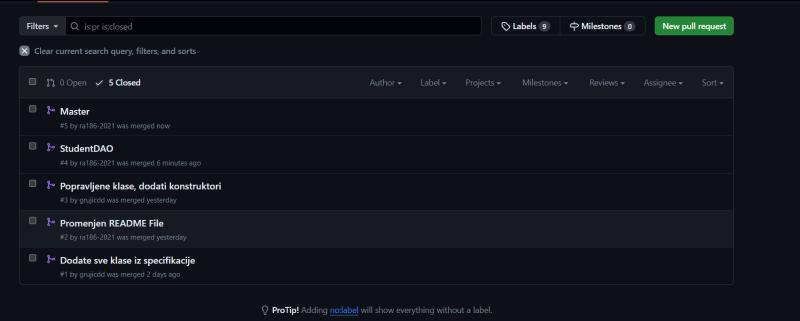 Filters is:pr is:closed Labels 9 Milestones 0 New pull request
Clear current search query, filters, and sorts
0 Open 5 Closed Author Label Projects Milestones Reviews Assignee Sort
Master
#5 by ra186-2021 was merged now
StudentDAO
#4 by ra186-2021 was merged 6 minutes ago
Popravljene klase, dodati konstruktori
#3 by grujicdd was merged yesterday
Promenjen README File
#2 by ra186-2021 was merged yesterday
Dodate sve klase iz specifikacije
#1 by grujicdd was merged 2 days ago
ProTip! Adding no:label will show everything without a label.